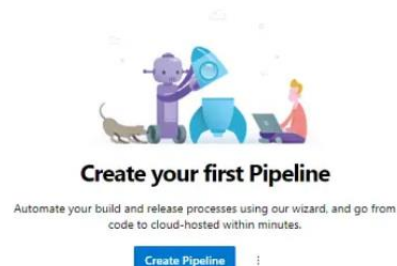 Create your first Pipeline
Automate your build and release processes using our wizard, and go from
code to cloud-hosted within minutes.
Create Pipeline